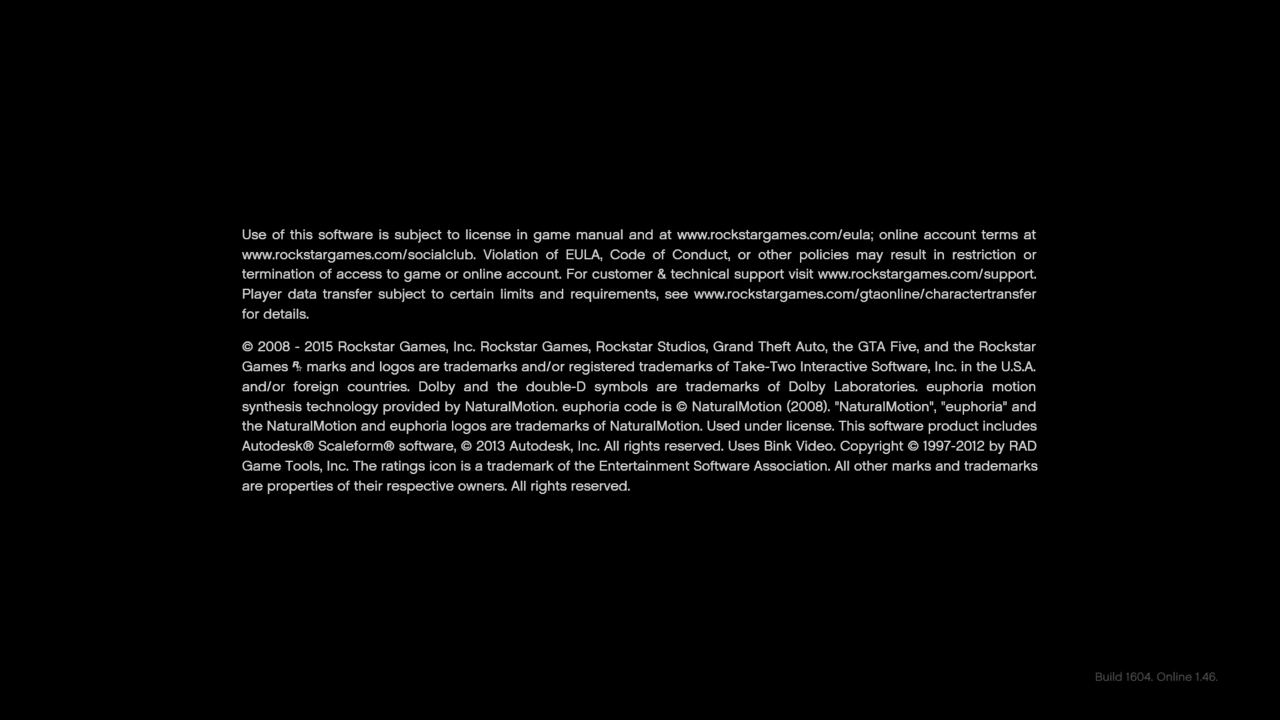 Use of this software is subject to license in game manual and at www.rockstargames.com/eula; online account terms at
www.rockstargames.com/socialclub. Violation of EULA, Code of Conduct, or other policies may result in restriction or
termination of access to game or online account. For customer & technical support visit www.rockstargames.com/support.
Player data transfer subject to certain limits and requirements, see www.rockstargames.com/gtaonline/charactertransfer
for details.
© 2008 - 2015 Rockstar Games, Inc. Rockstar Games, Rockstar Studios, Grand Theft Auto, the GTA Five, and the Rockstar
Games R* marks and logos are trademarks and/or registered trademarks of Take-Two Interactive Software, Inc. in the U.S.A.
and/or foreign countries. Dolby and the double-D symbols are trademarks of Dolby Laboratories. euphoria motion
synthesis technology provided by NaturalMotion. euphoria code is © NaturalMotion (2008). "NaturalMotion", "euphoria" and
the NaturalMotion and euphoria logos are trademarks of NaturalMotion. Used under license. This software product includes
Autodesk® Scaleform® software, © 2013 Autodesk, Inc. All rights reserved. Uses Bink Video. Copyright © 1997-2012 by RAD
Game Tools, Inc. The ratings icon is a trademark of the Entertainment Software Association. All other marks and trademarks
are properties of their respective owners. All rights reserved.
Build 1604. Online 1.46.